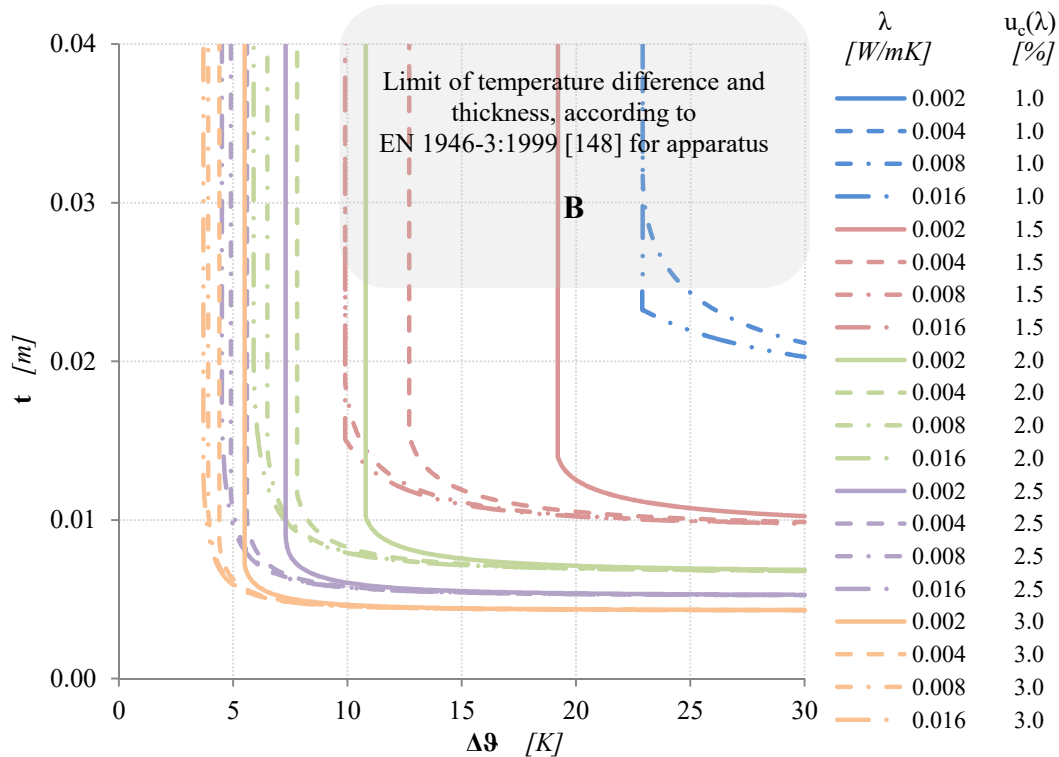 λ u_c(λ)
[W/mK] [%]
0.04
0.03
0.02
0.01
0.00
t [m]
Limit of temperature difference and
thickness, according to
EN 1946-3:1999 [148] for apparatus
B
0.002 1.0
0.004 1.0
0.008 1.0
0.016 1.0
0.002 1.5
0.004 1.5
0.008 1.5
0.016 1.5
0.002 2.0
0.004 2.0
0.008 2.0
0.016 2.0
0.002 2.5
0.004 2.5
0.008 2.5
0.016 2.5
0.002 3.0
0.004 3.0
0.008 3.0
0.016 3.0
0 5 10 15 20 25 30
Δϑ [K]